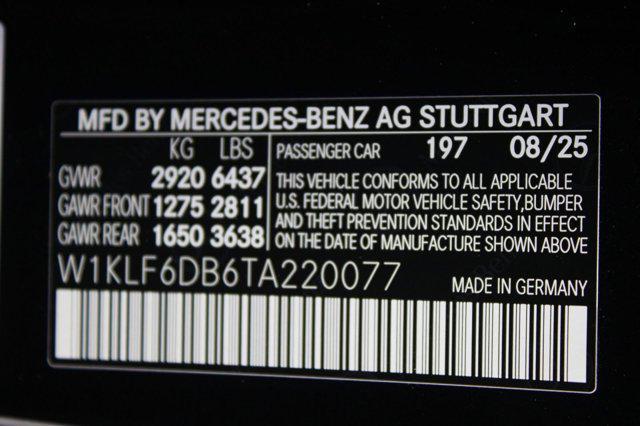 MFD BY MERCEDES-BENZ AG STUTTGART
KG LBS
GVWR 2920 6437
GAWR FRONT 1275 2811
GAWR REAR 1650 3638
PASSENGER CAR 197 08/25
THIS VEHICLE CONFORMS TO ALL APPLICABLE
U.S. FEDERAL MOTOR VEHICLE SAFETY,BUMPER
AND THEFT PREVENTION STANDARDS IN EFFECT
ON THE DATE OF MANUFACTURE SHOWN ABOVE
W1KLF6DB6TA220077
MADE IN GERMANY